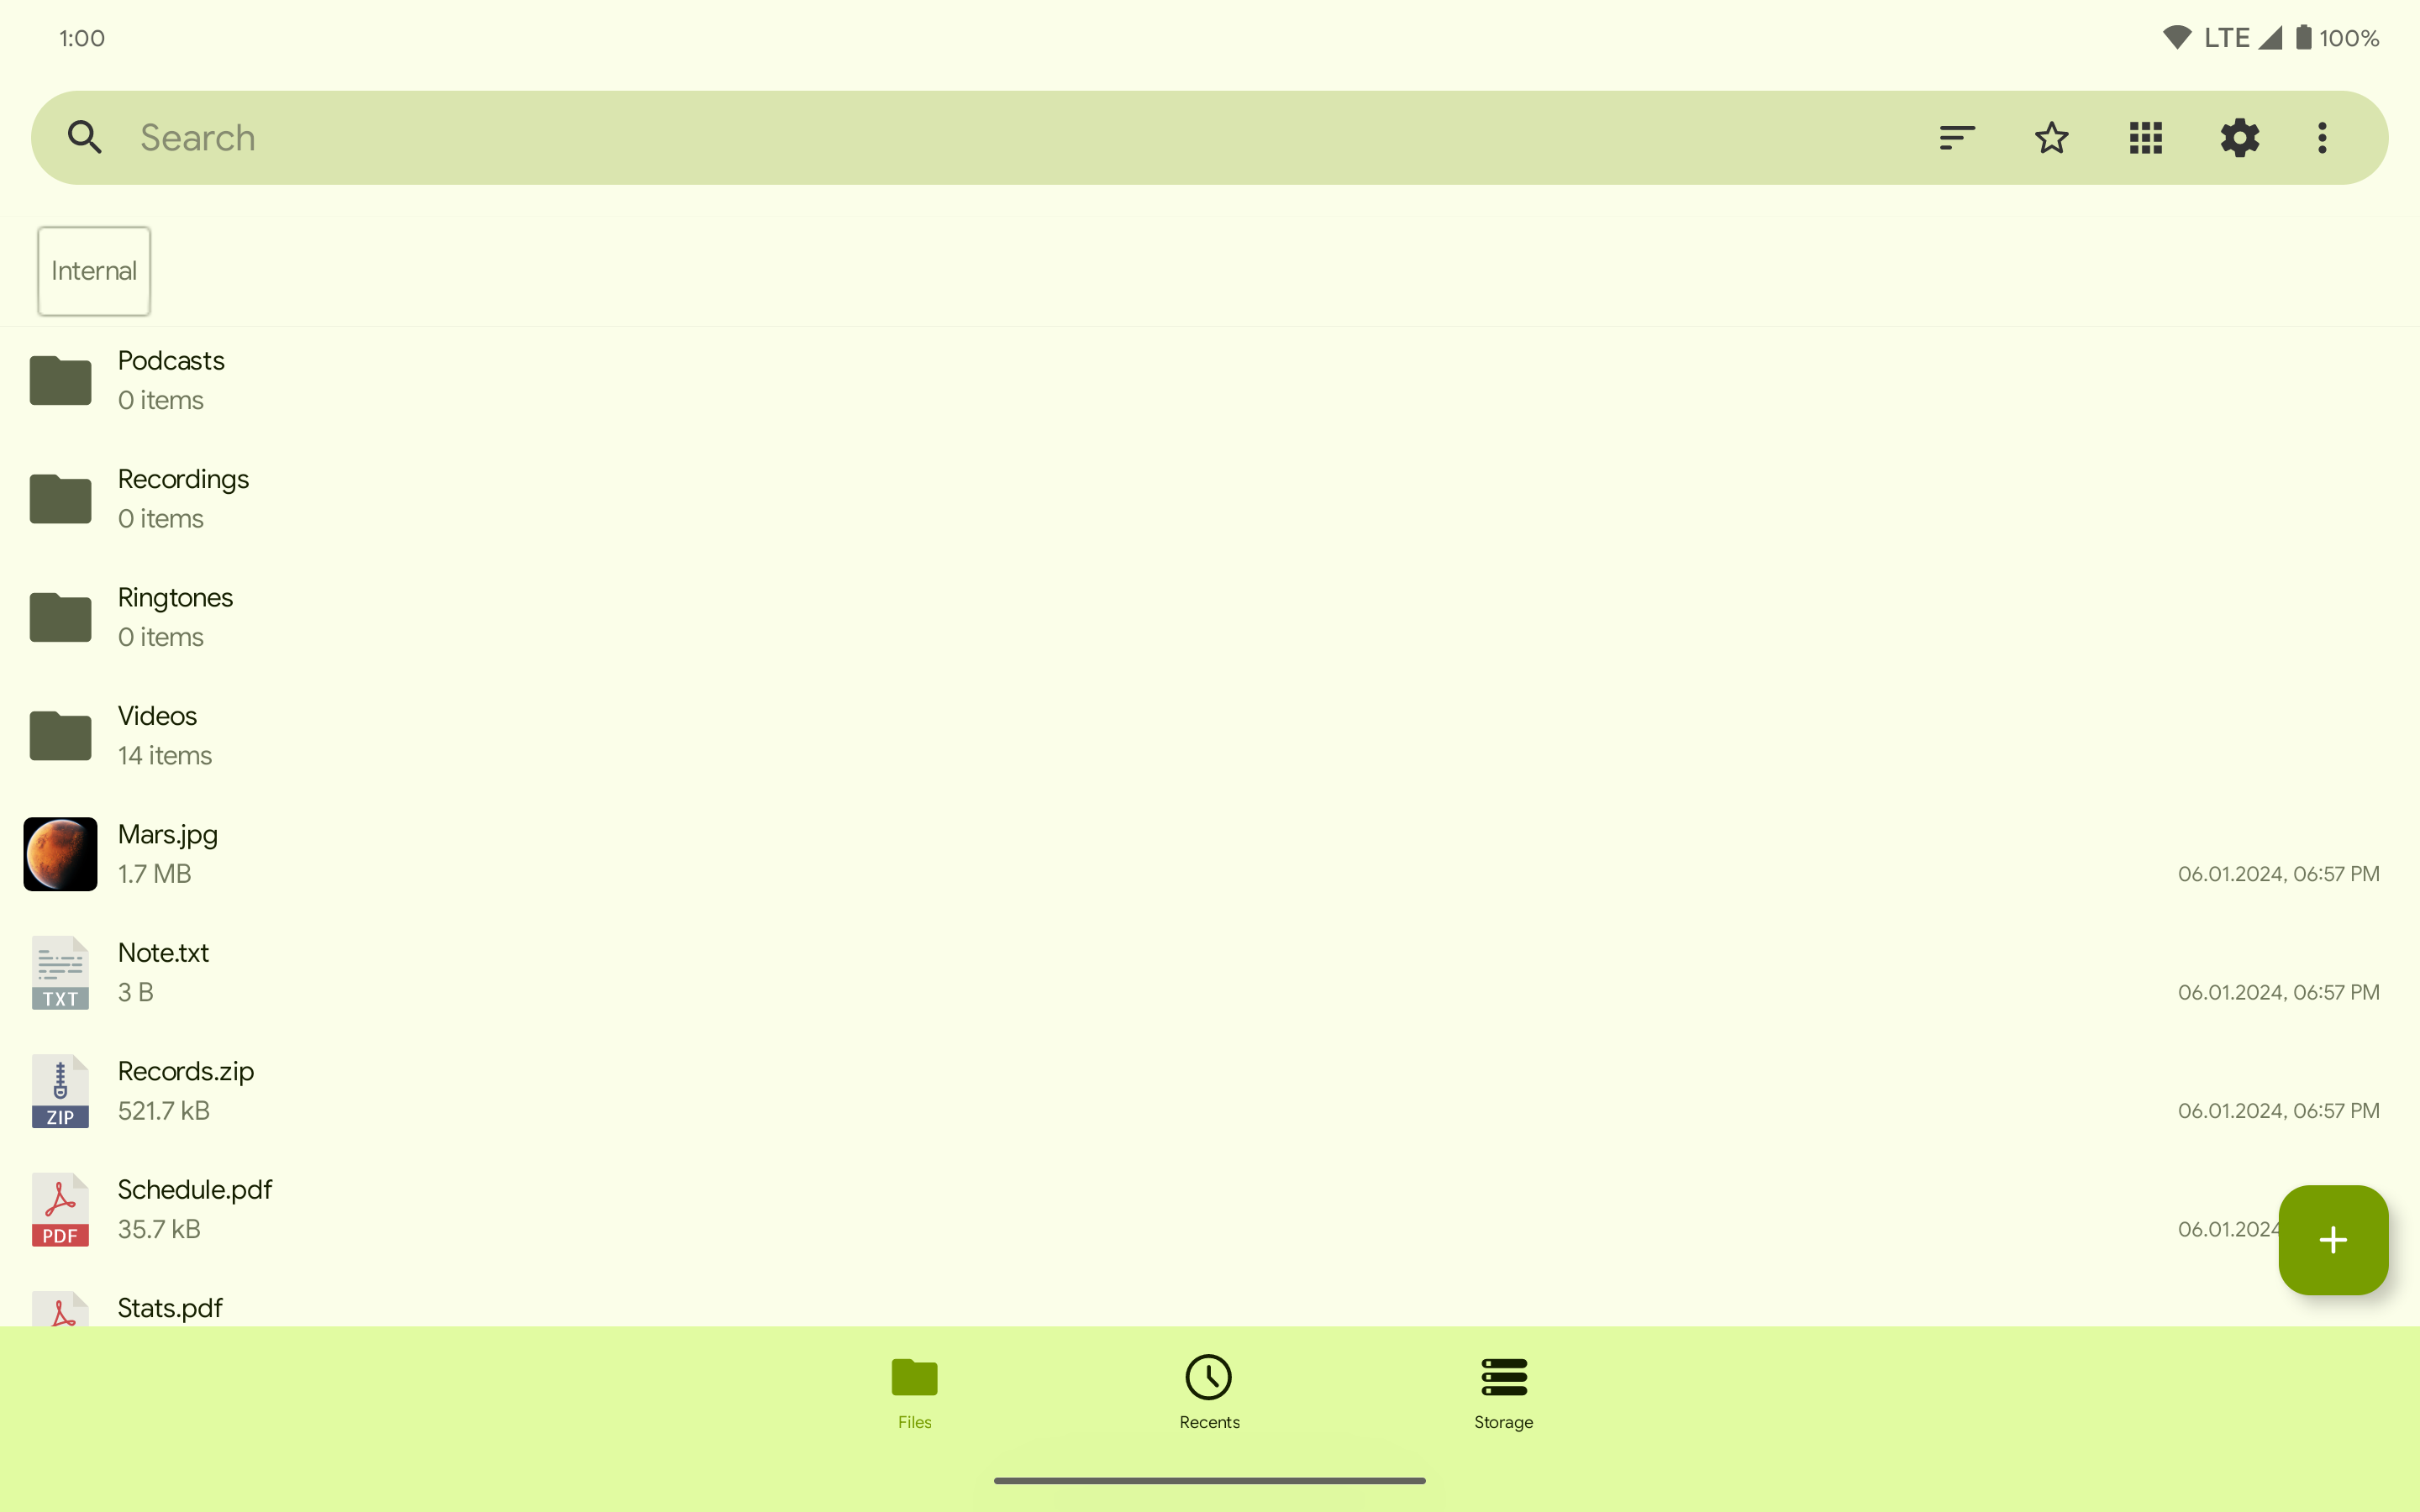 1:00
LTE 100%
Search
Internal
Podcasts
0 items
Recordings
0 items
Ringtones
0 items
Videos
14 items
Mars.jpg
1.7 MB
06.01.2024, 06:57 PM
Note.txt
TXT
3 B
06.01.2024, 06:57 PM
Records.zip
ZIP
521.7 kB
06.01.2024, 06:57 PM
Schedule.pdf
PDF
35.7 kB
06.01.2024
Stats.pdf
Files
Recents
Storage